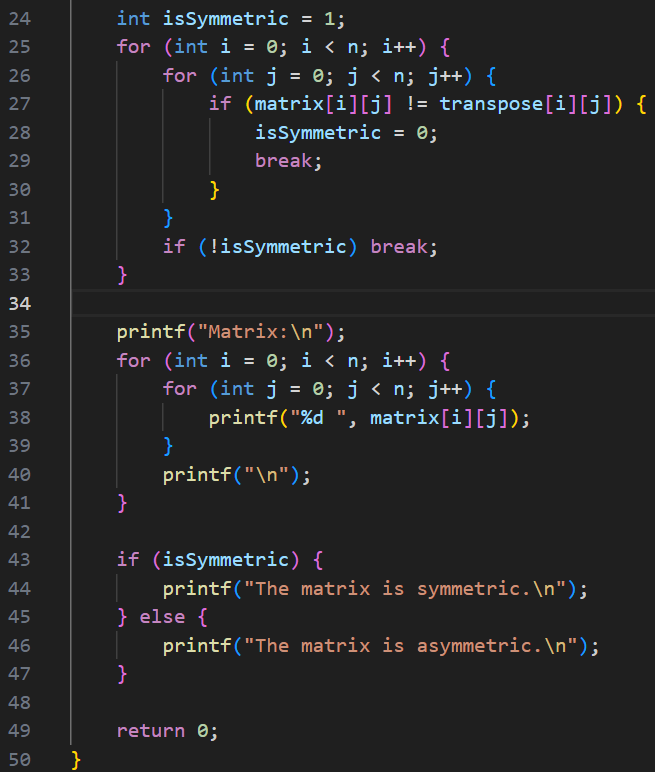 24 int isSymmetric = 1;
25 for (int i = 0; i < n; i++) {
26 for (int j = 0; j < n; j++) {
27 if (matrix[i][j] != transpose[i][j]) {
28 isSymmetric = 0;
29 break;
30 }
31 }
32 if (!isSymmetric) break;
33 }
34
35 printf("Matrix:\n");
36 for (int i = 0; i < n; i++) {
37 for (int j = 0; j < n; j++) {
38 printf("%d ", matrix[i][j]);
39 }
40 printf("\n");
41 }
42
43 if (isSymmetric) {
44 printf("The matrix is symmetric.\n");
45 } else {
46 printf("The matrix is asymmetric.\n");
47 }
48
49 return 0;
50 }